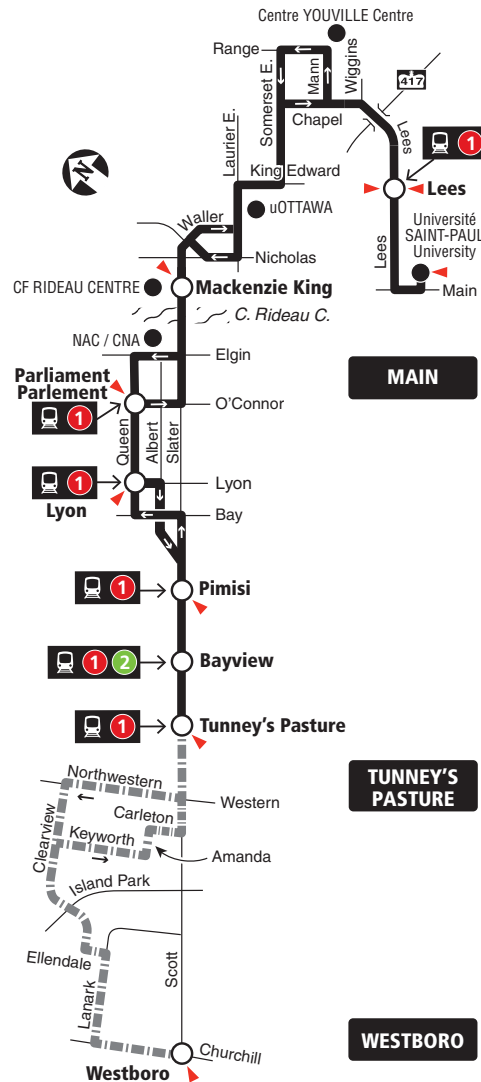 Centre YOUVILLE Centre
Range
Somerset E.
Mann
Wiggins
417
Chapel
Lees
1
Lees
Laurier E.
King Edward
uOTTAWA
Université
SAINT-PAUL
University
Lees
Main
N
Waller
Nicholas
CF RIDEAU CENTRE
Mackenzie King
C. Rideau C.
NAC / CNA
Elgin
MAIN
Parliament
Parlement
1
O'Connor
Queen
Albert
Slater
1
Lyon
Lyon
Bay
1
Pimisi
1 2
Bayview
1
Tunney's Pasture
TUNNEY'S
PASTURE
Northwestern
Western
Carleton
Clearview
Keyworth
Amanda
Island Park
Ellendale
Lanark
Scott
WESTBORO
Churchill
Westboro